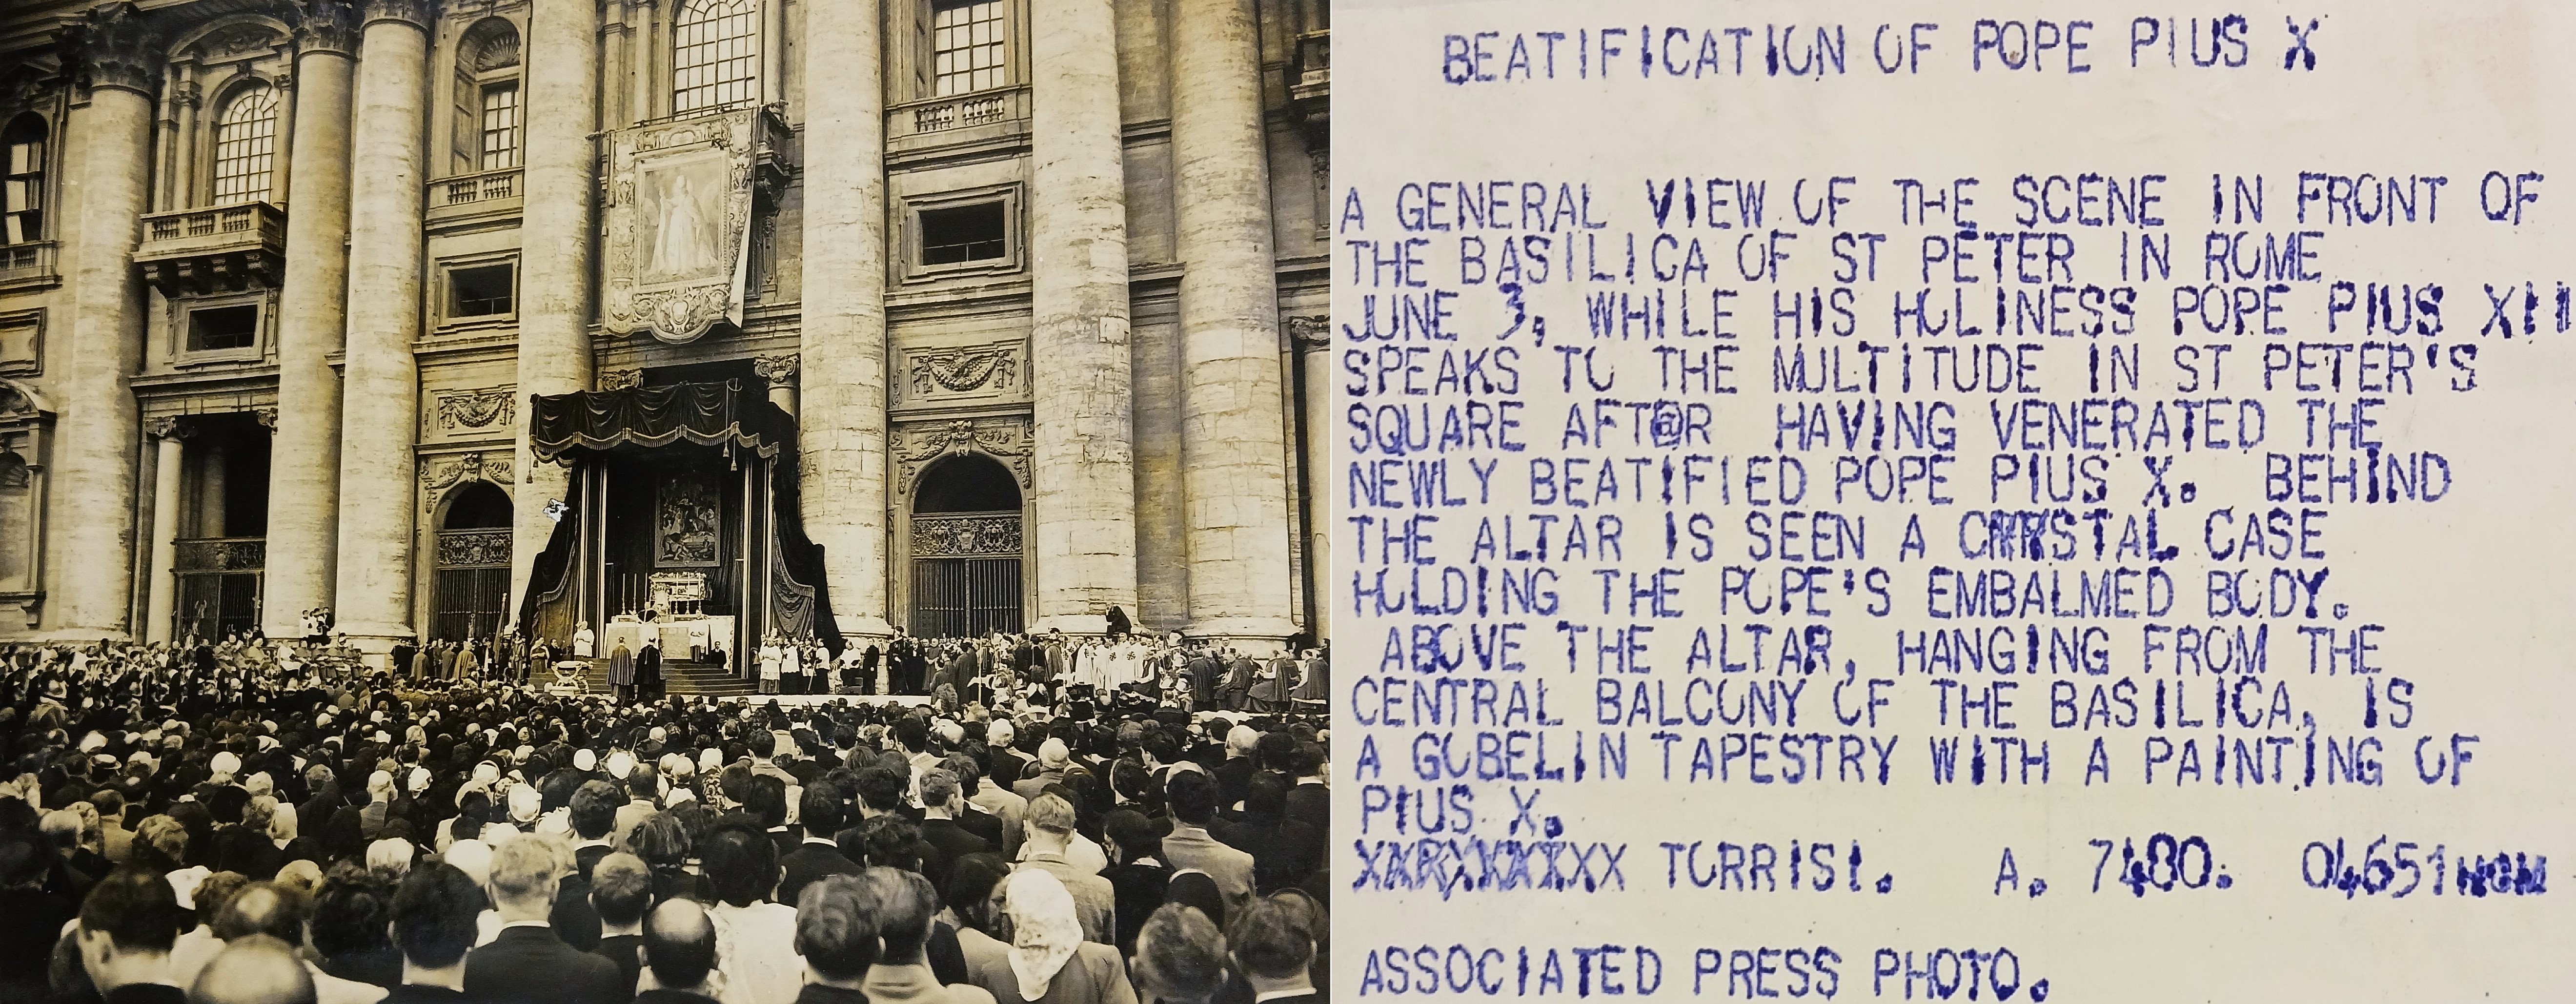 BEATIFICATION OF POPE PIUS X
A GENERAL VIEW OF THE SCENE IN FRONT OF
THE BASILICA OF ST PETER IN ROME
JUNE 3, WHILE HIS HOLINESS POPE PIUS XII
SPEAKS TO THE MULTITUDE IN ST PETER'S
SQUARE AFT@R HAVING VENERATED THE
NEWLY BEATIFIED POPE PIUS X. BEHIND
THE ALTAR IS SEEN A CRYSTAL CASE
HOLDING THE POPE'S EMBALMED BODY.
ABOVE THE ALTAR, HANGING FROM THE
CENTRAL BALCONY OF THE BASILICA, IS
A GOBELIN TAPESTRY WITH A PAINTING OF
PIUS X.
TORRISI. A. 7480. 04651
ASSOCIATED PRESS PHOTO.